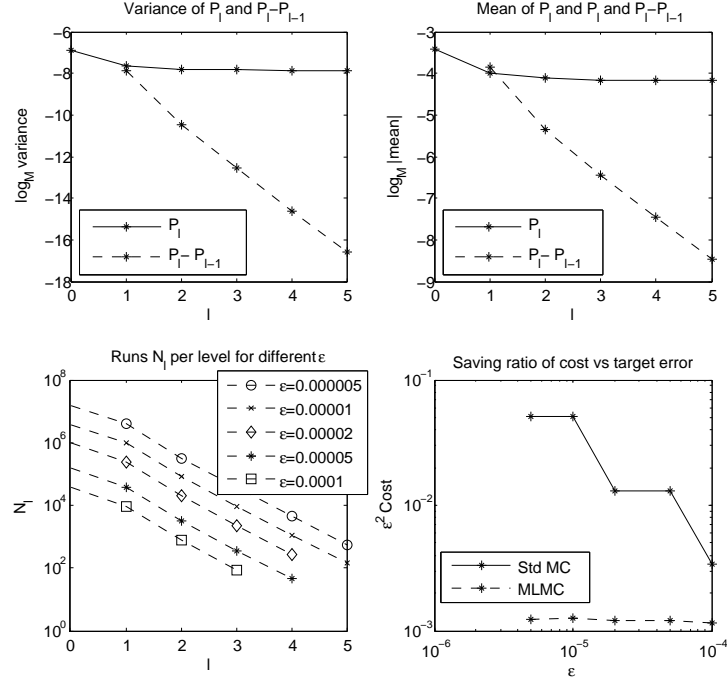 Variance of P_l and P_l−P_l−1
−6
−8
−10
−12
−14
−16
−18
log_M variance
P_l
P_l− P_l−1
0 1 2 3 4 5
l
Mean of P_l and P_l and P_l−P_l−1
−3
−4
−5
−6
−7
−8
−9
log_M |mean|
P_l
P_l− P_l−1
0 1 2 3 4 5
l
Runs N_l per level for different ε
10^8
10^6
10^4
10^2
10^0
N_l
ε=0.000005
ε=0.00001
ε=0.00002
ε=0.00005
ε=0.0001
0 1 2 3 4 5
l
Saving ratio of cost vs target error
10^−1
10^−2
10^−3
ε^2 Cost
Std MC
MLMC
10^−6 10^−5 10^−4
ε